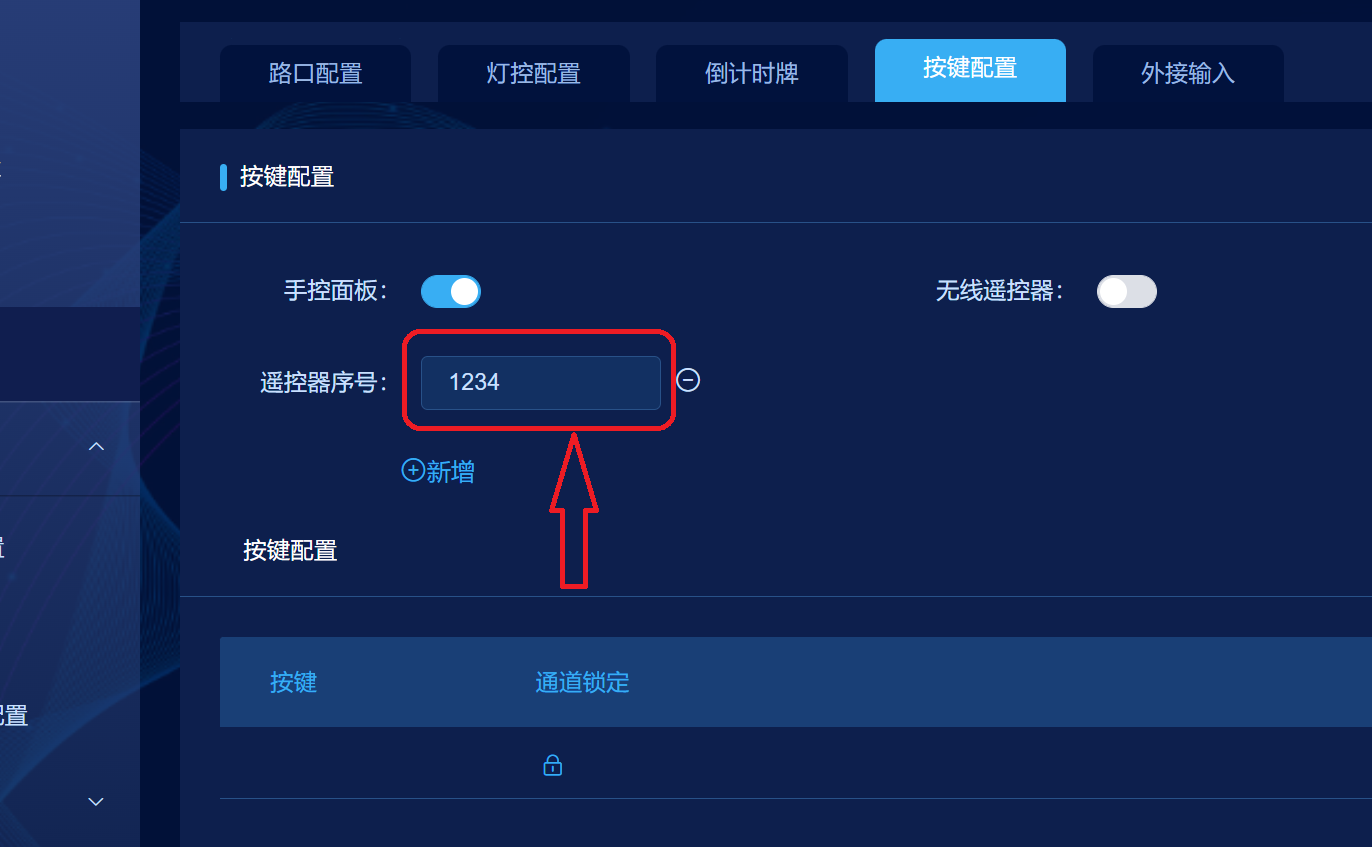 路口配置 灯控配置 倒计时牌 按键配置 外接输入
按键配置
手控面板： 无线遥控器：
遥控器序号： 1234
新增
按键配置
置
按键 通道锁定
配置